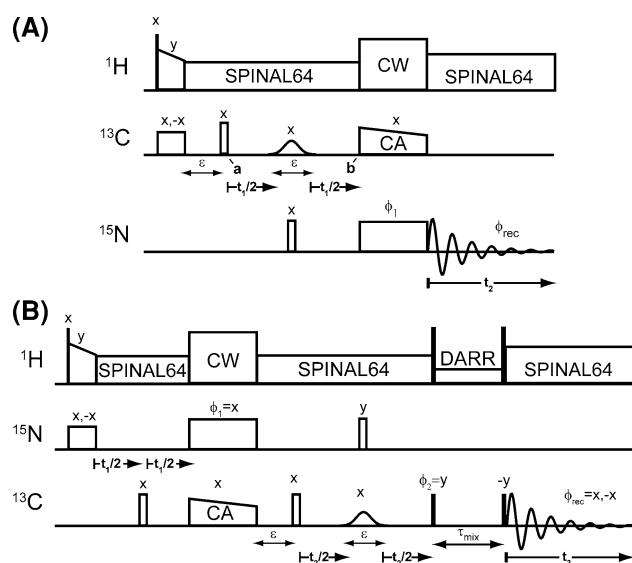 (A)
x
y
¹H
SPINAL64
CW
SPINAL64
x,-x
x
x
x
¹³C
CA
ε
a
ε
b
t₁/2
t₁/2
x
ϕ₁
ϕrec
¹⁵N
t₂
(B)
x
y
¹H
SPINAL64
CW
SPINAL64
DARR
SPINAL64
x,-x
ϕ₁=x
y
¹⁵N
t₁/2
t₁/2
x
x
x
x
ϕ₂=y
-y
ϕrec=x,-x
¹³C
CA
ε
ε
τmix
t₂/2
t₂/2
t₂